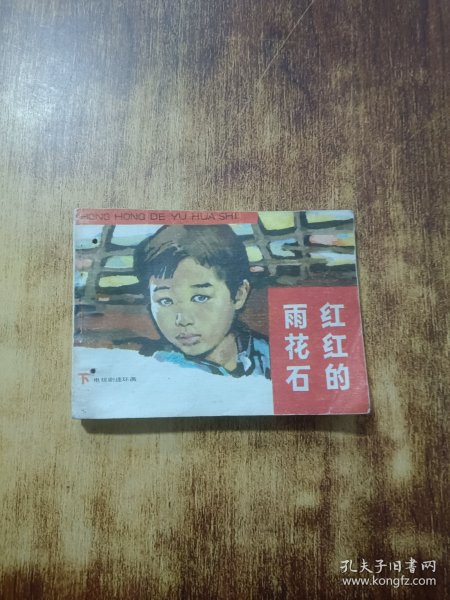 HONG HONG DE YU HUA SHI
红红的
雨花石
下 电视剧连环画
孔夫子旧书网
www.kongfz.com